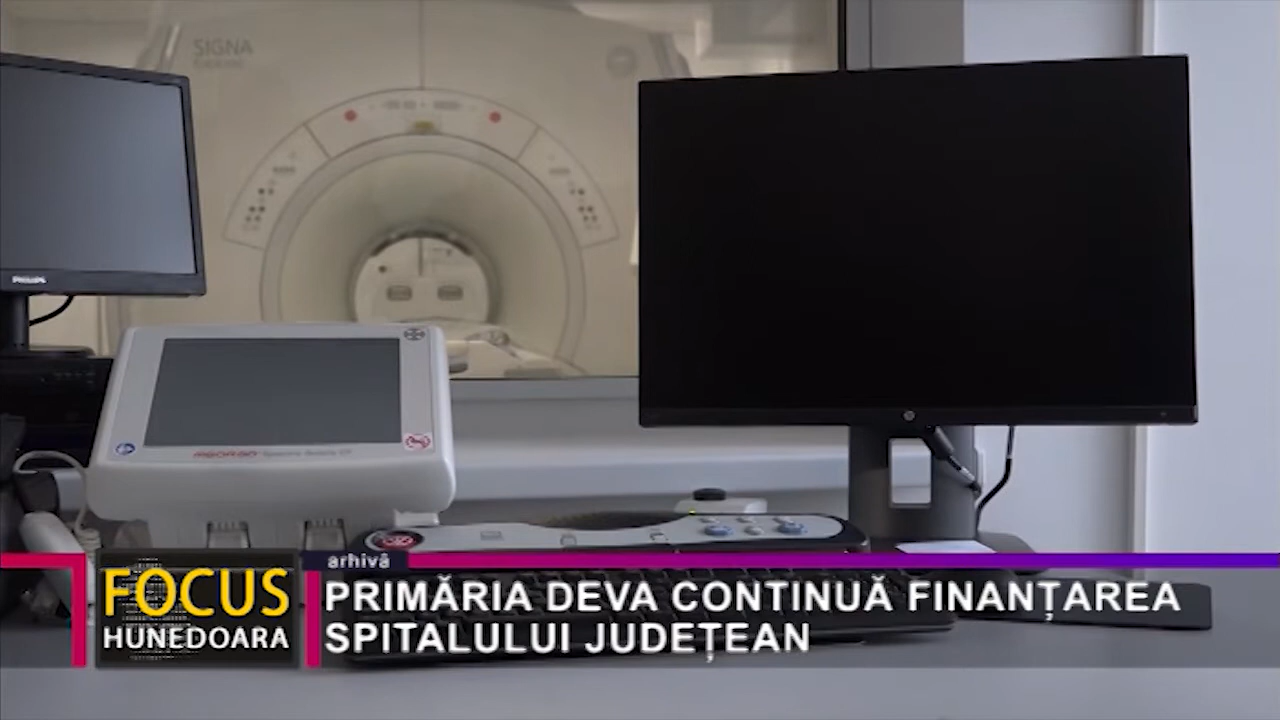 SIGNA
PHILIPS
arhivă
FOCUS
HUNEDOARA
PRIMĂRIA DEVA CONTINUĂ FINANȚAREA
SPITALULUI JUDEȚEAN